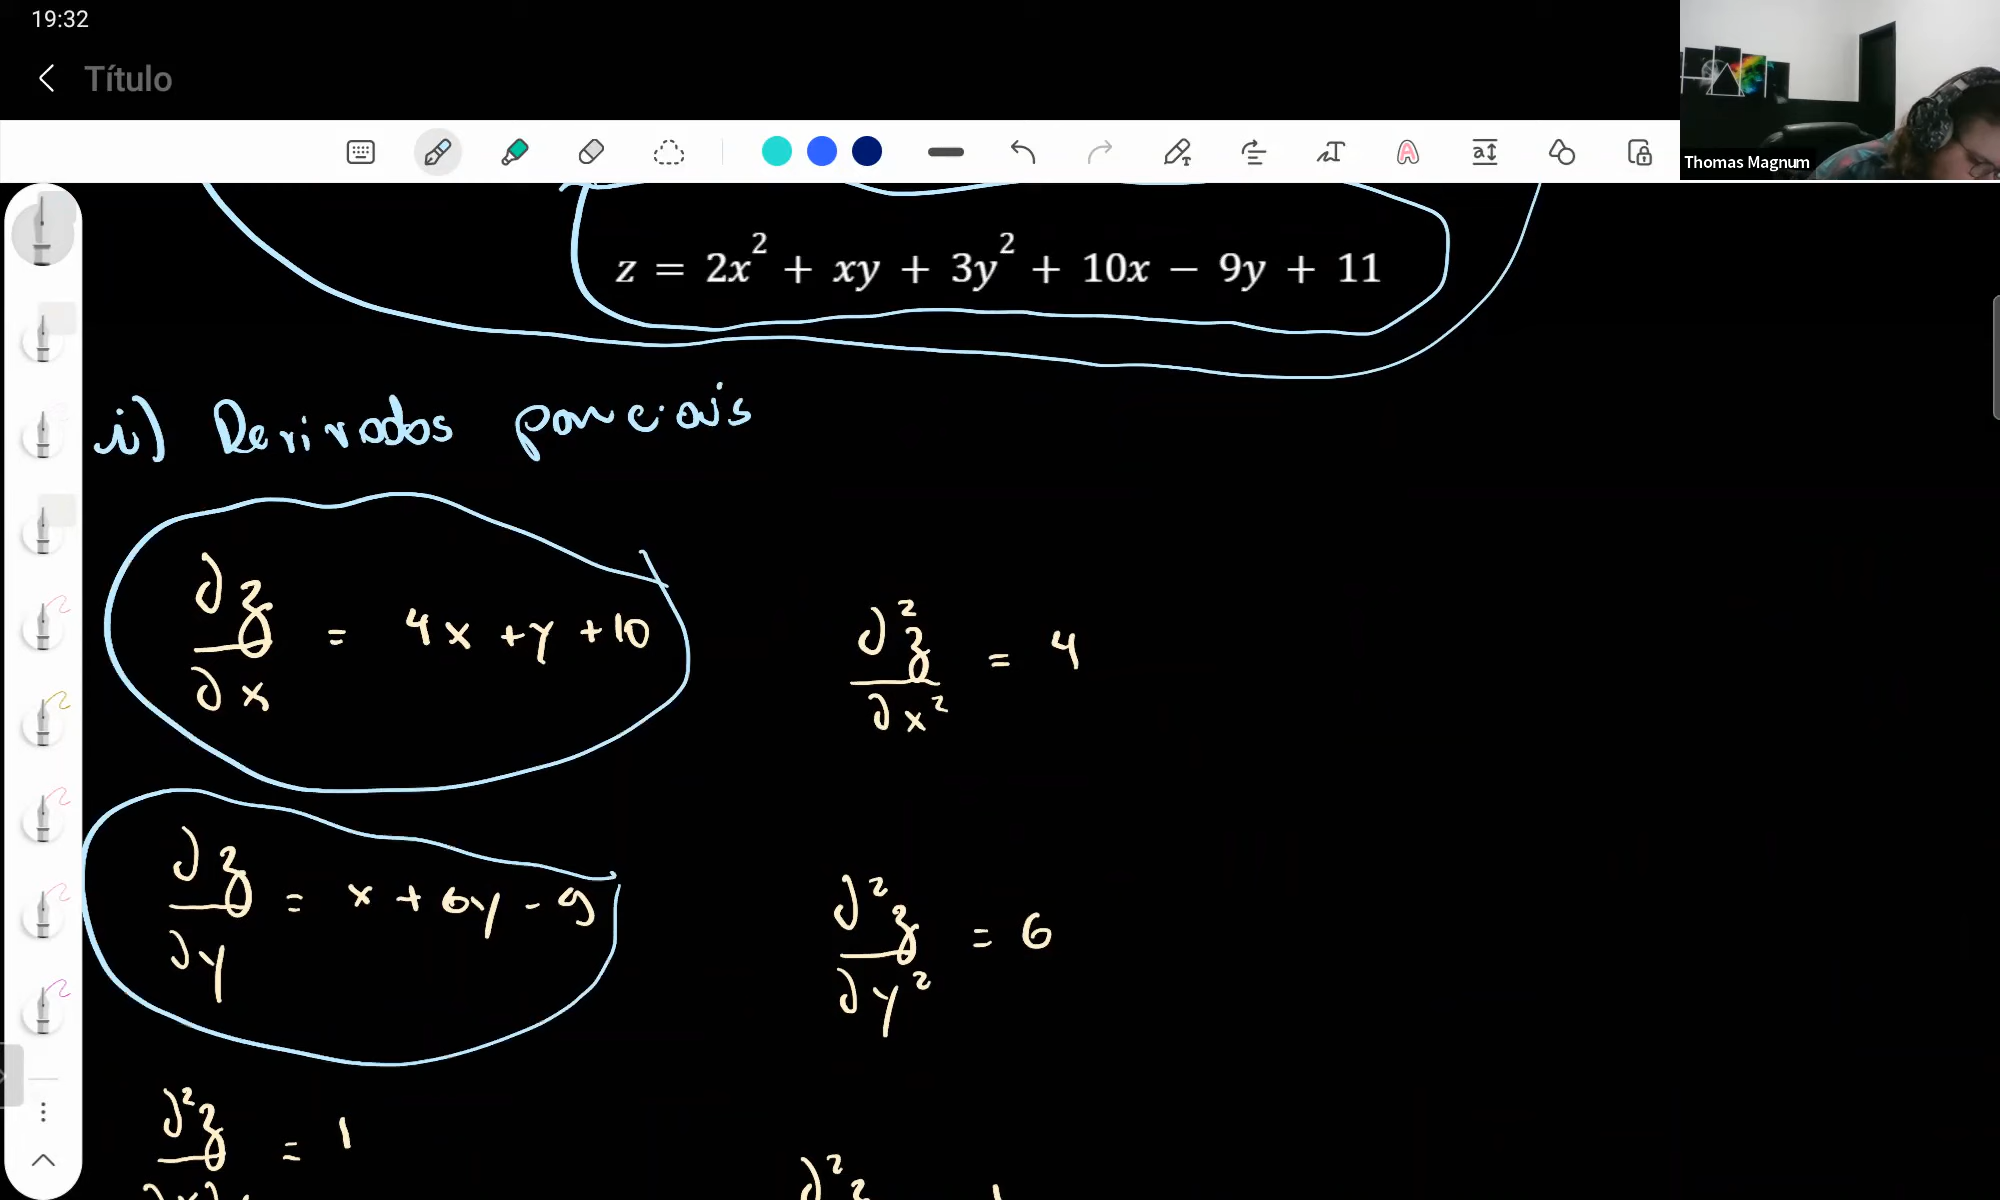 19:32
Título
Thomas Magnum
z = 2x² + xy + 3y² + 10x − 9y + 11
i) Derivadas parciais
∂z/∂x = 4x + y + 10
∂²z/∂x² = 4
∂z/∂y = x + 6y - 9
∂²z/∂y² = 6
∂²z = 1
∂²z